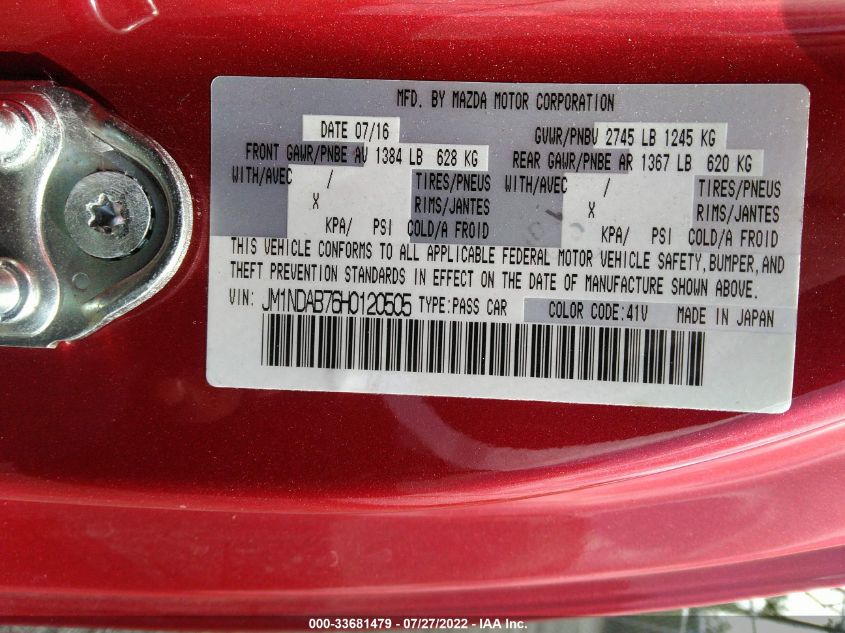 MFD. BY MAZDA MOTOR CORPORATION
DATE 07/16 GVWR/PNBV 2745 LB 1245 KG
FRONT GAWR/PNBE AV 1384 LB 628 KG REAR GAWR/PNBE AR 1367 LB 620 KG
WITH/AVEC / TIRES/PNEUS WITH/AVEC / TIRES/PNEUS
X RIMS/JANTES X RIMS/JANTES
KPA/ PSI COLD/A FROID KPA/ PSI COLD/A FROID
THIS VEHICLE CONFORMS TO ALL APPLICABLE FEDERAL MOTOR VEHICLE SAFETY, BUMPER, AND
THEFT PREVENTION STANDARDS IN EFFECT ON THE DATE OF MANUFACTURE SHOWN ABOVE.
VIN: JM1NDAB76H0120505 TYPE:PASS CAR COLOR CODE:41V MADE IN JAPAN
000-33681479 - 07/27/2022 - IAA Inc.